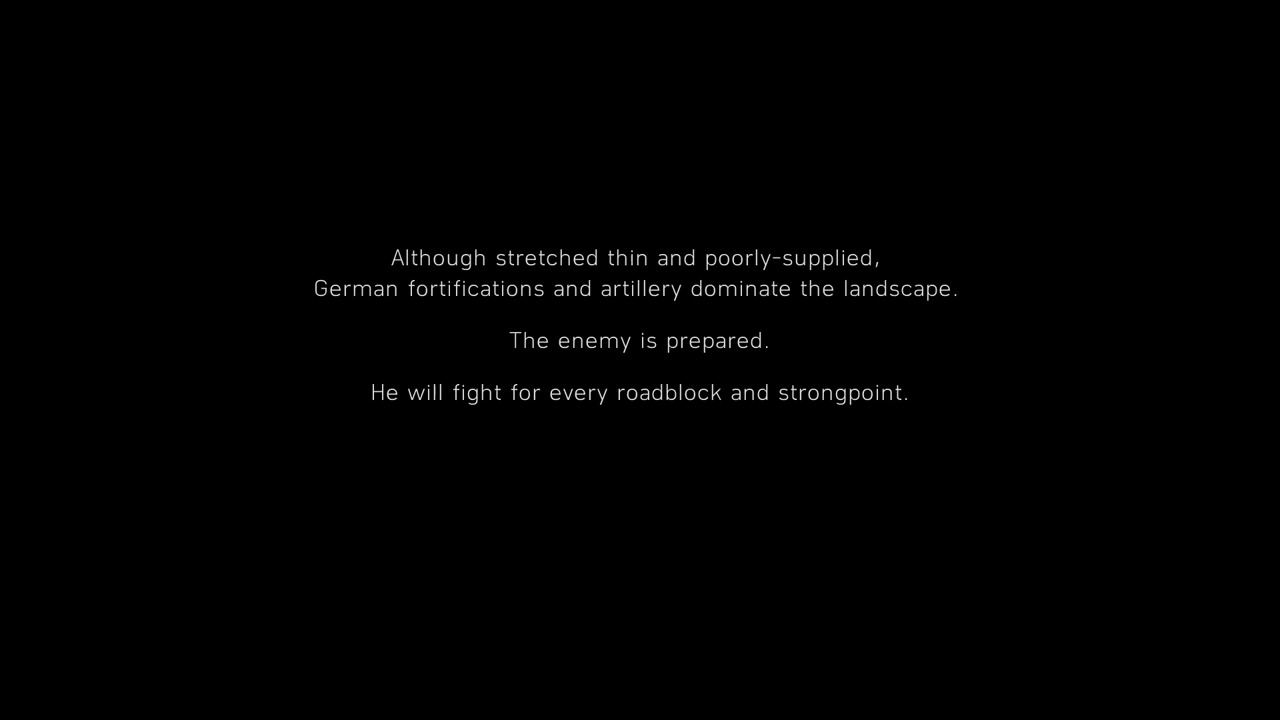 Although stretched thin and poorly-supplied,
German fortifications and artillery dominate the landscape.
The enemy is prepared.
He will fight for every roadblock and strongpoint.